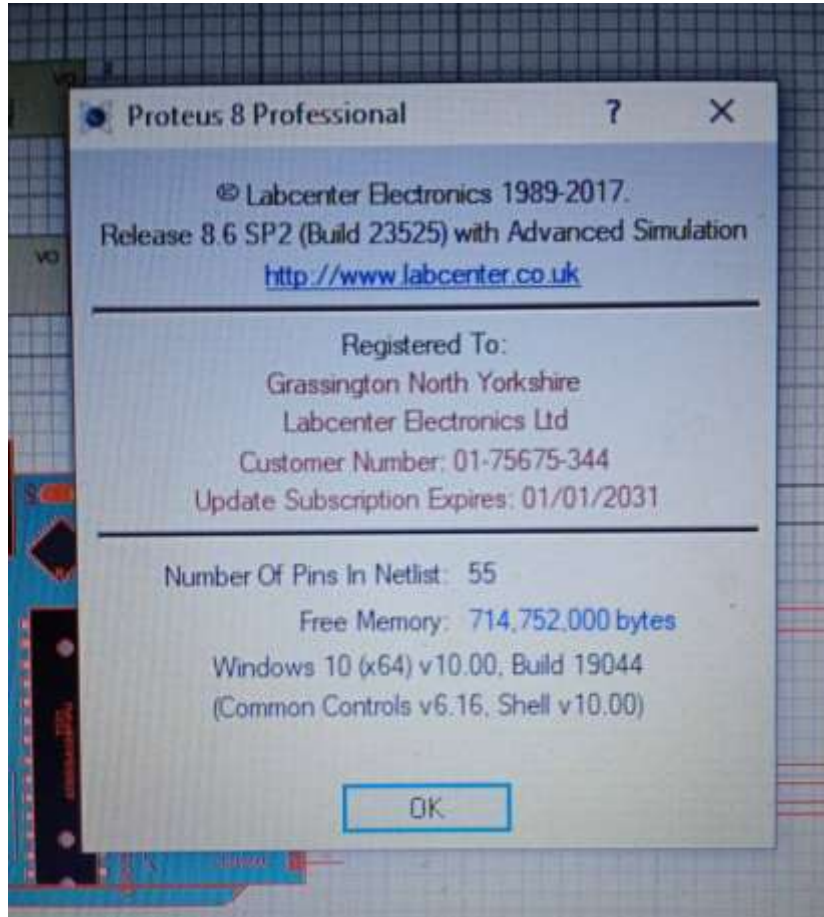 Proteus 8 Professional ? X
© Labcenter Electronics 1989-2017.
Release 8.6 SP2 (Build 23525) with Advanced Simulation
http://www.labcenter.co.uk
Registered To:
Grassington North Yorkshire
Labcenter Electronics Ltd
Customer Number: 01-75675-344
Update Subscription Expires: 01/01/2031
Number Of Pins In Netlist: 55
Free Memory: 714,752,000 bytes
Windows 10 (x64) v10.00, Build 19044
(Common Controls v6.16, Shell v10.00)
OK
VO
VO